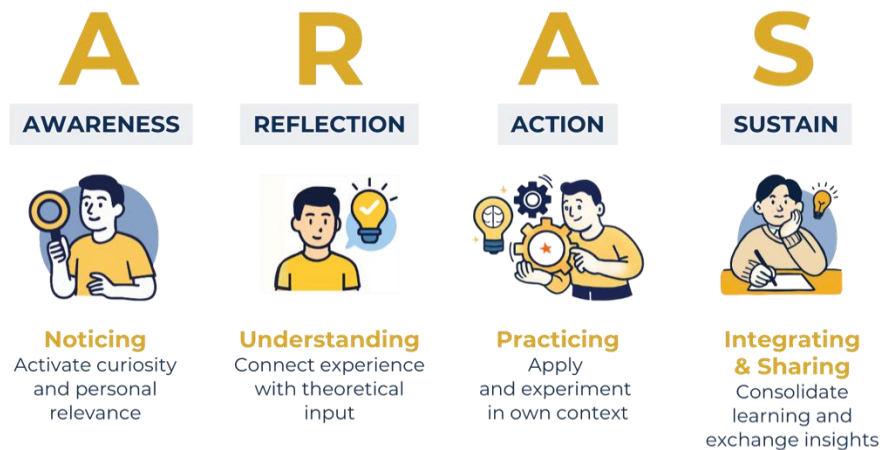 A R A S
AWARENESS REFLECTION ACTION SUSTAIN
Noticing
Activate curiosity
and personal
relevance
Understanding
Connect experience
with theoretical
input
Practicing
Apply
and experiment
in own context
Integrating
& Sharing
Consolidate
learning and
exchange insights